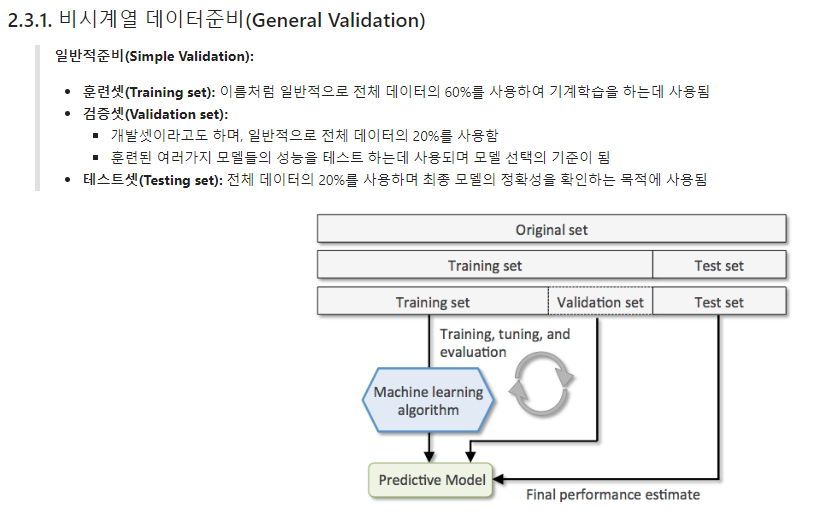 2.3.1. 비시계열 데이터준비(General Validation)
일반적준비(Simple Validation):
• 훈련셋(Training set): 이름처럼 일반적으로 전체 데이터의 60%를 사용하여 기계학습을 하는데 사용됨
• 검증셋(Validation set):
▪ 개발셋이라고도 하며, 일반적으로 전체 데이터의 20%를 사용함
▪ 훈련된 여러가지 모델들의 성능을 테스트 하는데 사용되며 모델 선택의 기준이 됨
• 테스트셋(Testing set): 전체 데이터의 20%를 사용하며 최종 모델의 정확성을 확인하는 목적에 사용됨
Original set
Training set Test set
Training set Validation set Test set
Training, tuning, and
evaluation
Machine learning
algorithm
Predictive Model
Final performance estimate